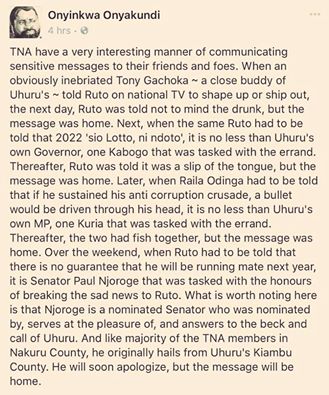 Onyinkwa Onyakundi
4 hrs ·
TNA have a very interesting manner of communicating
sensitive messages to their friends and foes. When an
obviously inebriated Tony Gachoka ~ a close buddy of
Uhuru's ~ told Ruto on national TV to shape up or ship out,
the next day, Ruto was told not to mind the drunk, but the
message was home. Next, when the same Ruto had to be
told that 2022 'sio Lotto, ni ndoto', it is no less than Uhuru's
own Governor, one Kabogo that was tasked with the errand.
Thereafter, Ruto was told it was a slip of the tongue, but the
message was home. Later, when Raila Odinga had to be told
that if he sustained his anti corruption crusade, a bullet
would be driven through his head, it is no less than Uhuru's
own MP, one Kuria that was tasked with the errand.
Thereafter, the two had fish together, but the message was
home. Over the weekend, when Ruto had to be told that
there is no guarantee that he will be running mate next year,
it is Senator Paul Njoroge that was tasked with the honours
of breaking the sad news to Ruto. What is worth noting here
is that Njoroge is a nominated Senator who was nominated
by, serves at the pleasure of, and answers to the beck and
call of Uhuru. And like majority of the TNA members in
Nakuru County, he originally hails from Uhuru's Kiambu
County. He will soon apologize, but the message will be
home.